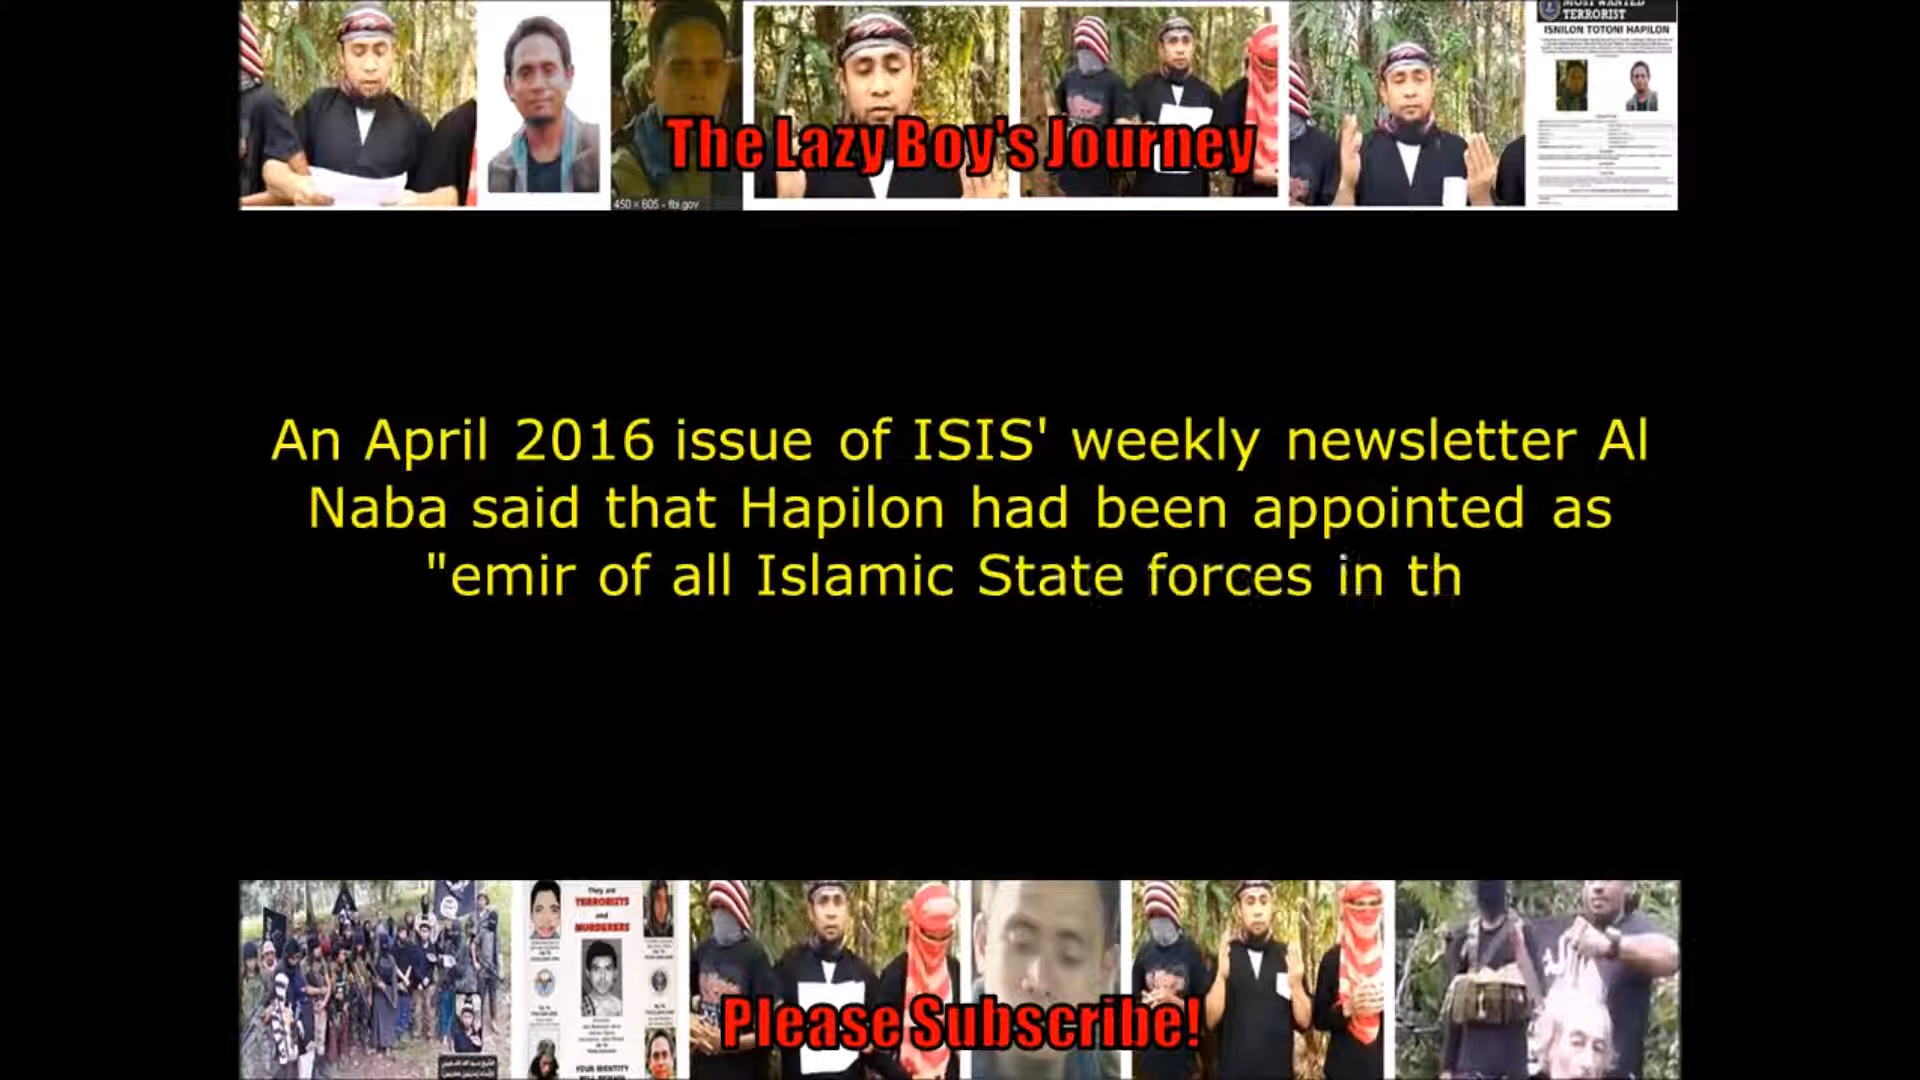 MOST WANTED
TERRORIST
ISNILON TOTONI HAPILON
The Lazy Boy's Journey
450 × 605 - fbi.gov
An April 2016 issue of ISIS' weekly newsletter Al
Naba said that Hapilon had been appointed as
"emir of all Islamic State forces in th
They are
TERRORISTS
and
MURDERERS
YOUR IDENTITY
Please Subscribe!